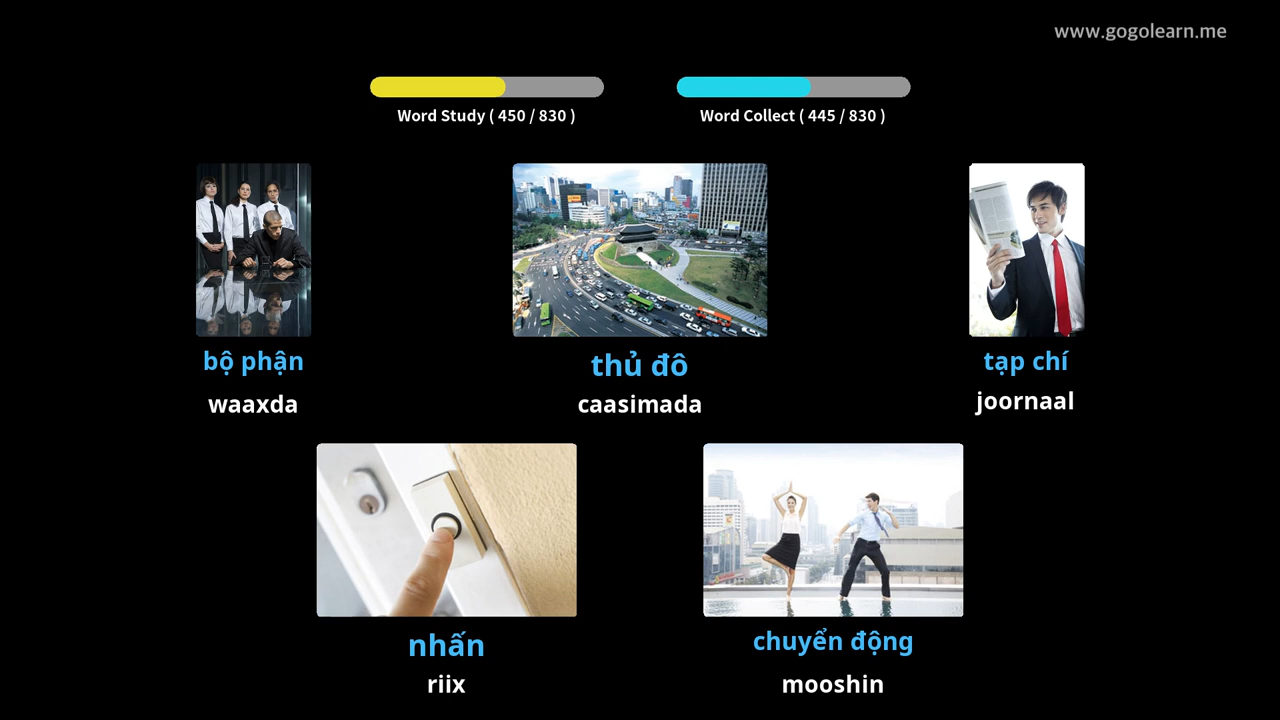 www.gogolearn.me
Word Study ( 450 / 830 )
Word Collect ( 445 / 830 )
bộ phận
waaxda
thủ đô
caasimada
tạp chí
joornaal
nhấn
riix
chuyển động
mooshin